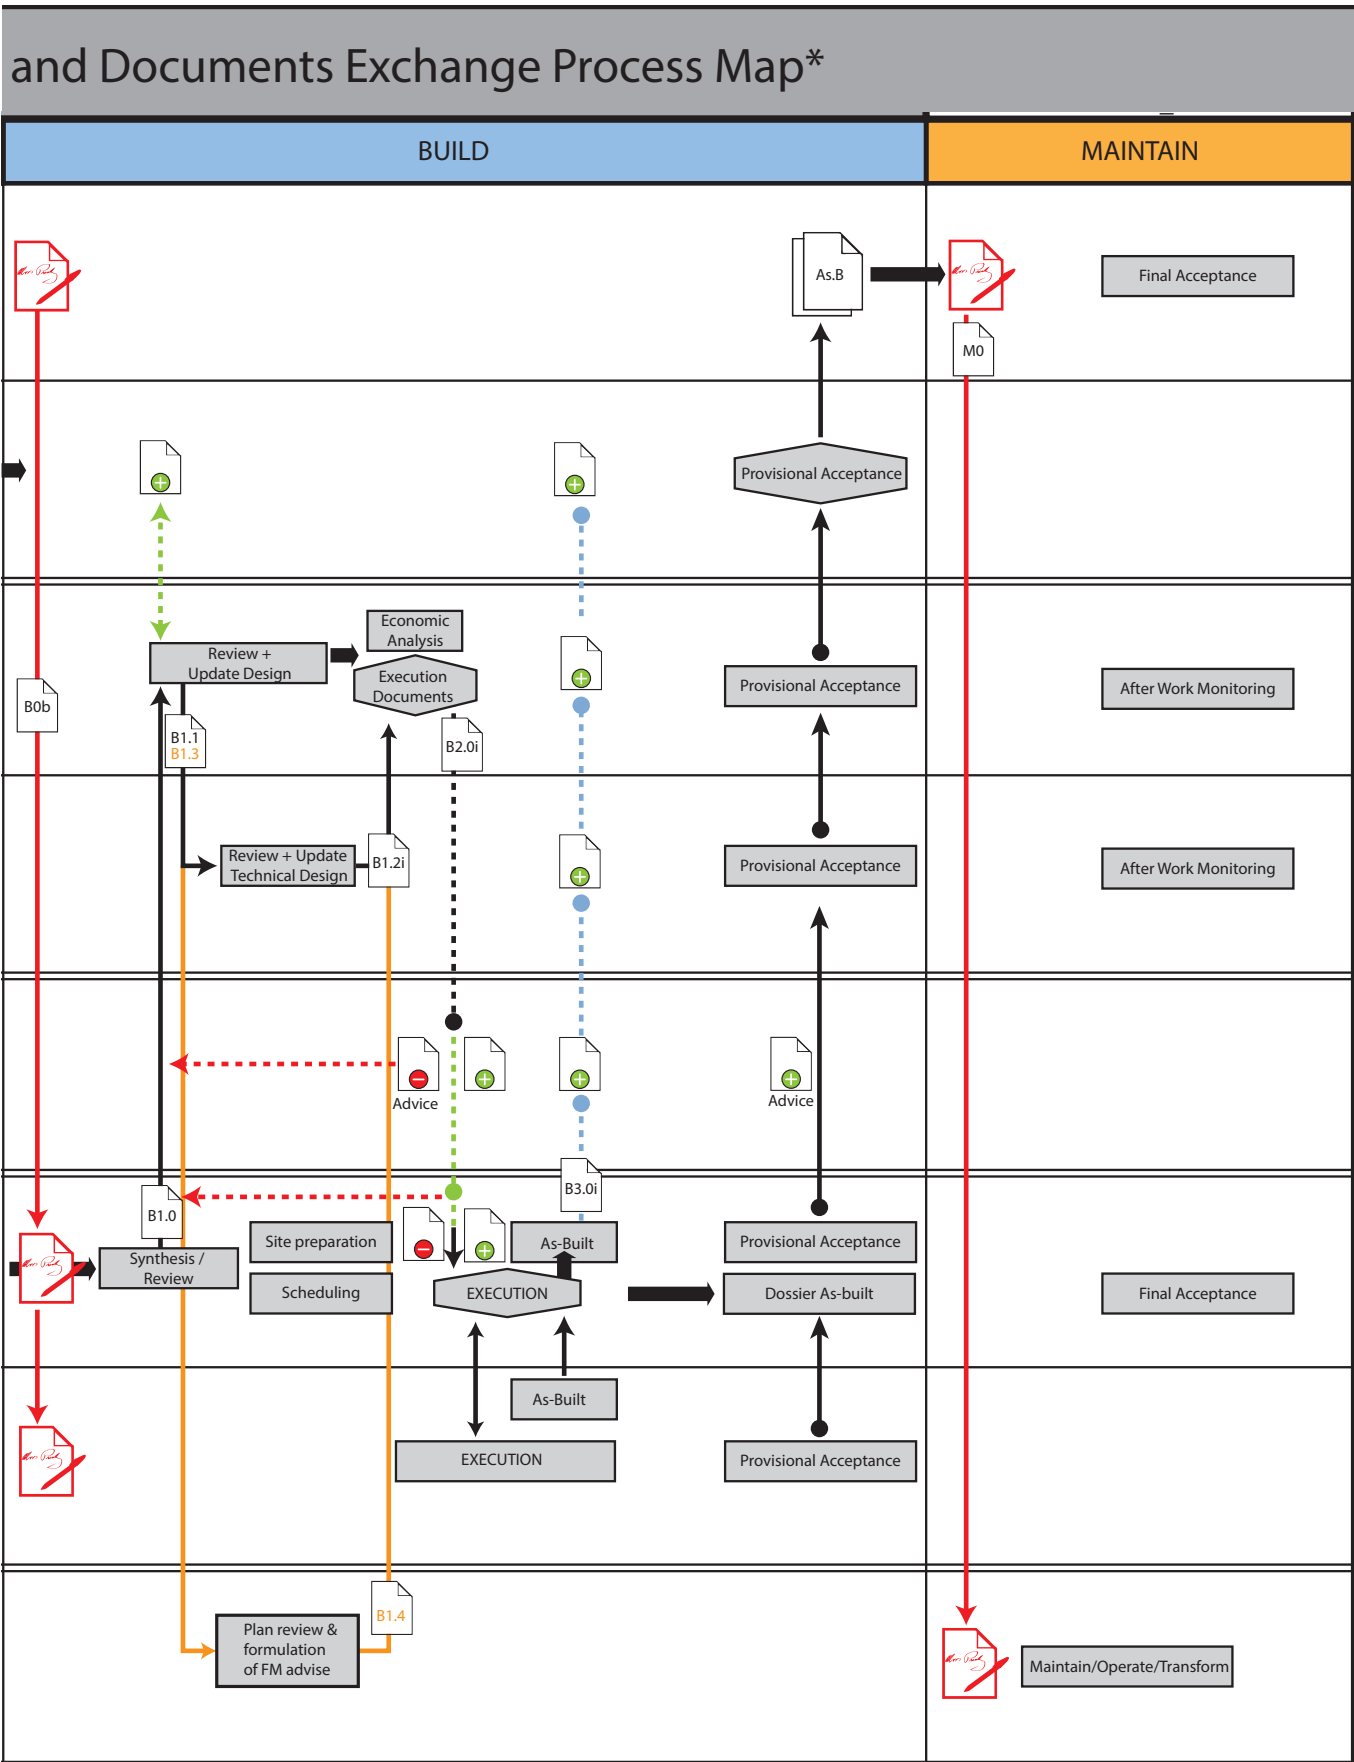 and Documents Exchange Process Map*
BUILD
MAINTAIN
As.B
Final Acceptance
M0
Provisional Acceptance
Economic
Analysis
Review +
Update Design
Execution
Documents
Provisional Acceptance
After Work Monitoring
B0b
B1.1
B1.3
B2.0i
Review + Update
Technical Design
B1.2i
Provisional Acceptance
After Work Monitoring
Advice
Advice
B3.0i
B1.0
Site preparation
As-Built
Provisional Acceptance
Synthesis /
Review
Scheduling
EXECUTION
Dossier As-built
Final Acceptance
As-Built
EXECUTION
Provisional Acceptance
B1.4
Plan review &
formulation
of FM advise
Maintain/Operate/Transform